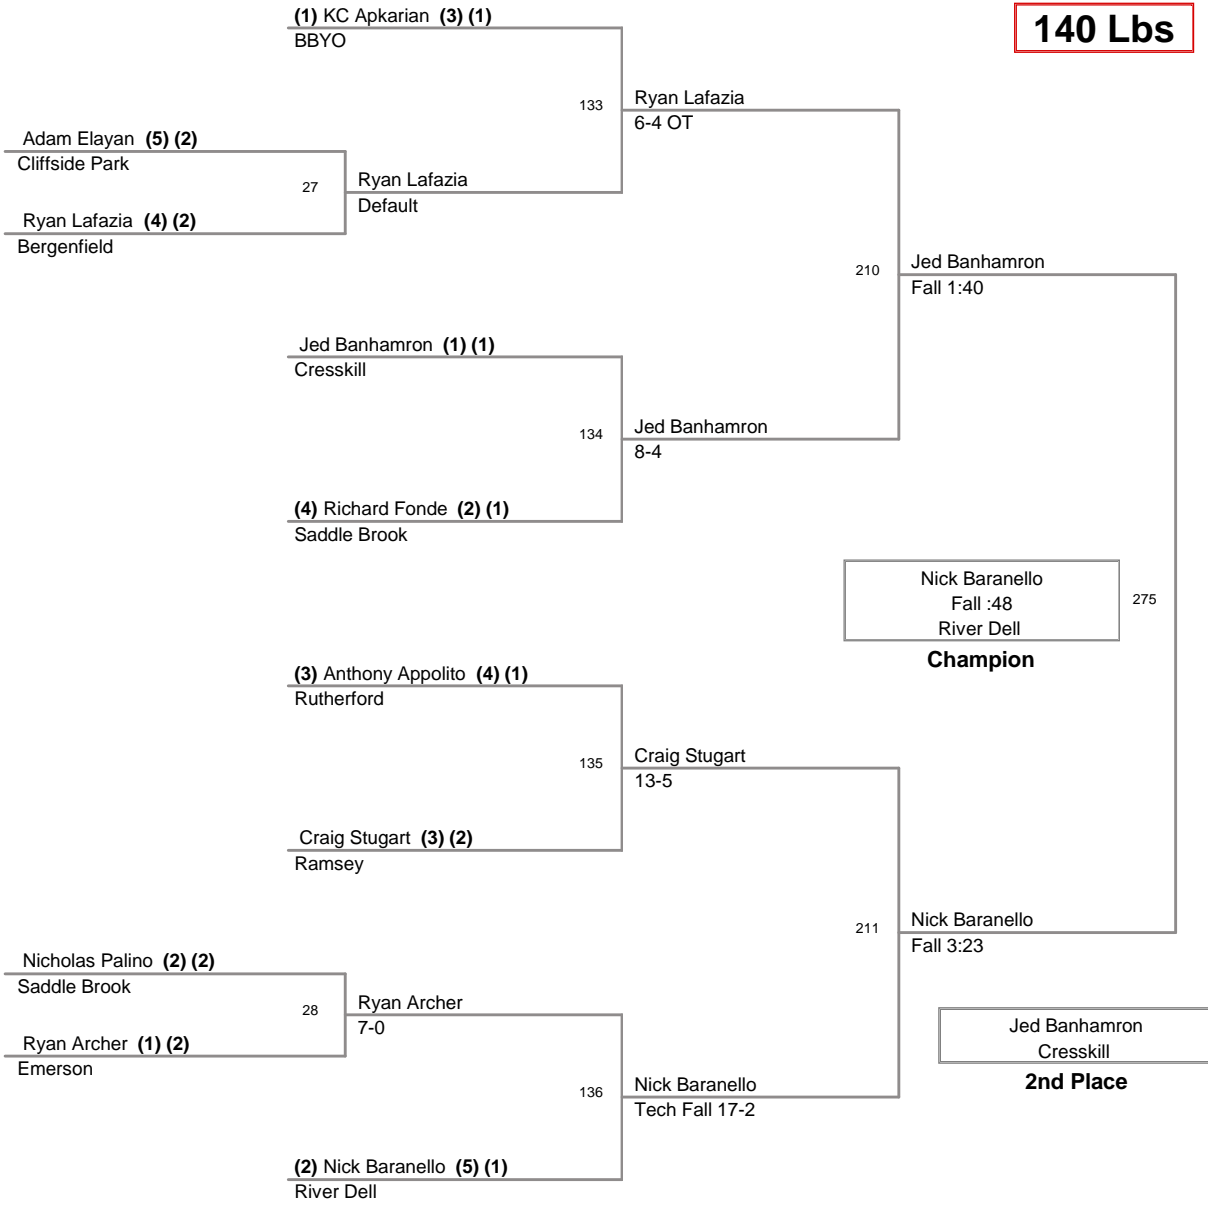 (1) KC Apkarian (3) (1)
BBYO
140 Lbs
133
Ryan Lafazia
6-4 OT
Adam Elayan (5) (2)
Cliffside Park
27
Ryan Lafazia
Default
Ryan Lafazia (4) (2)
Bergenfield
210
Jed Banhamron
Fall 1:40
Jed Banhamron (1) (1)
Cresskill
134
Jed Banhamron
8-4
(4) Richard Fonde (2) (1)
Saddle Brook
Nick Baranello
Fall :48
River Dell
275
Champion
(3) Anthony Appolito (4) (1)
Rutherford
135
Craig Stugart
13-5
Craig Stugart (3) (2)
Ramsey
211
Nick Baranello
Fall 3:23
Nicholas Palino (2) (2)
Saddle Brook
28
Ryan Archer
7-0
Ryan Archer (1) (2)
Emerson
Jed Banhamron
Cresskill
2nd Place
136
Nick Baranello
Tech Fall 17-2
(2) Nick Baranello (5) (1)
River Dell